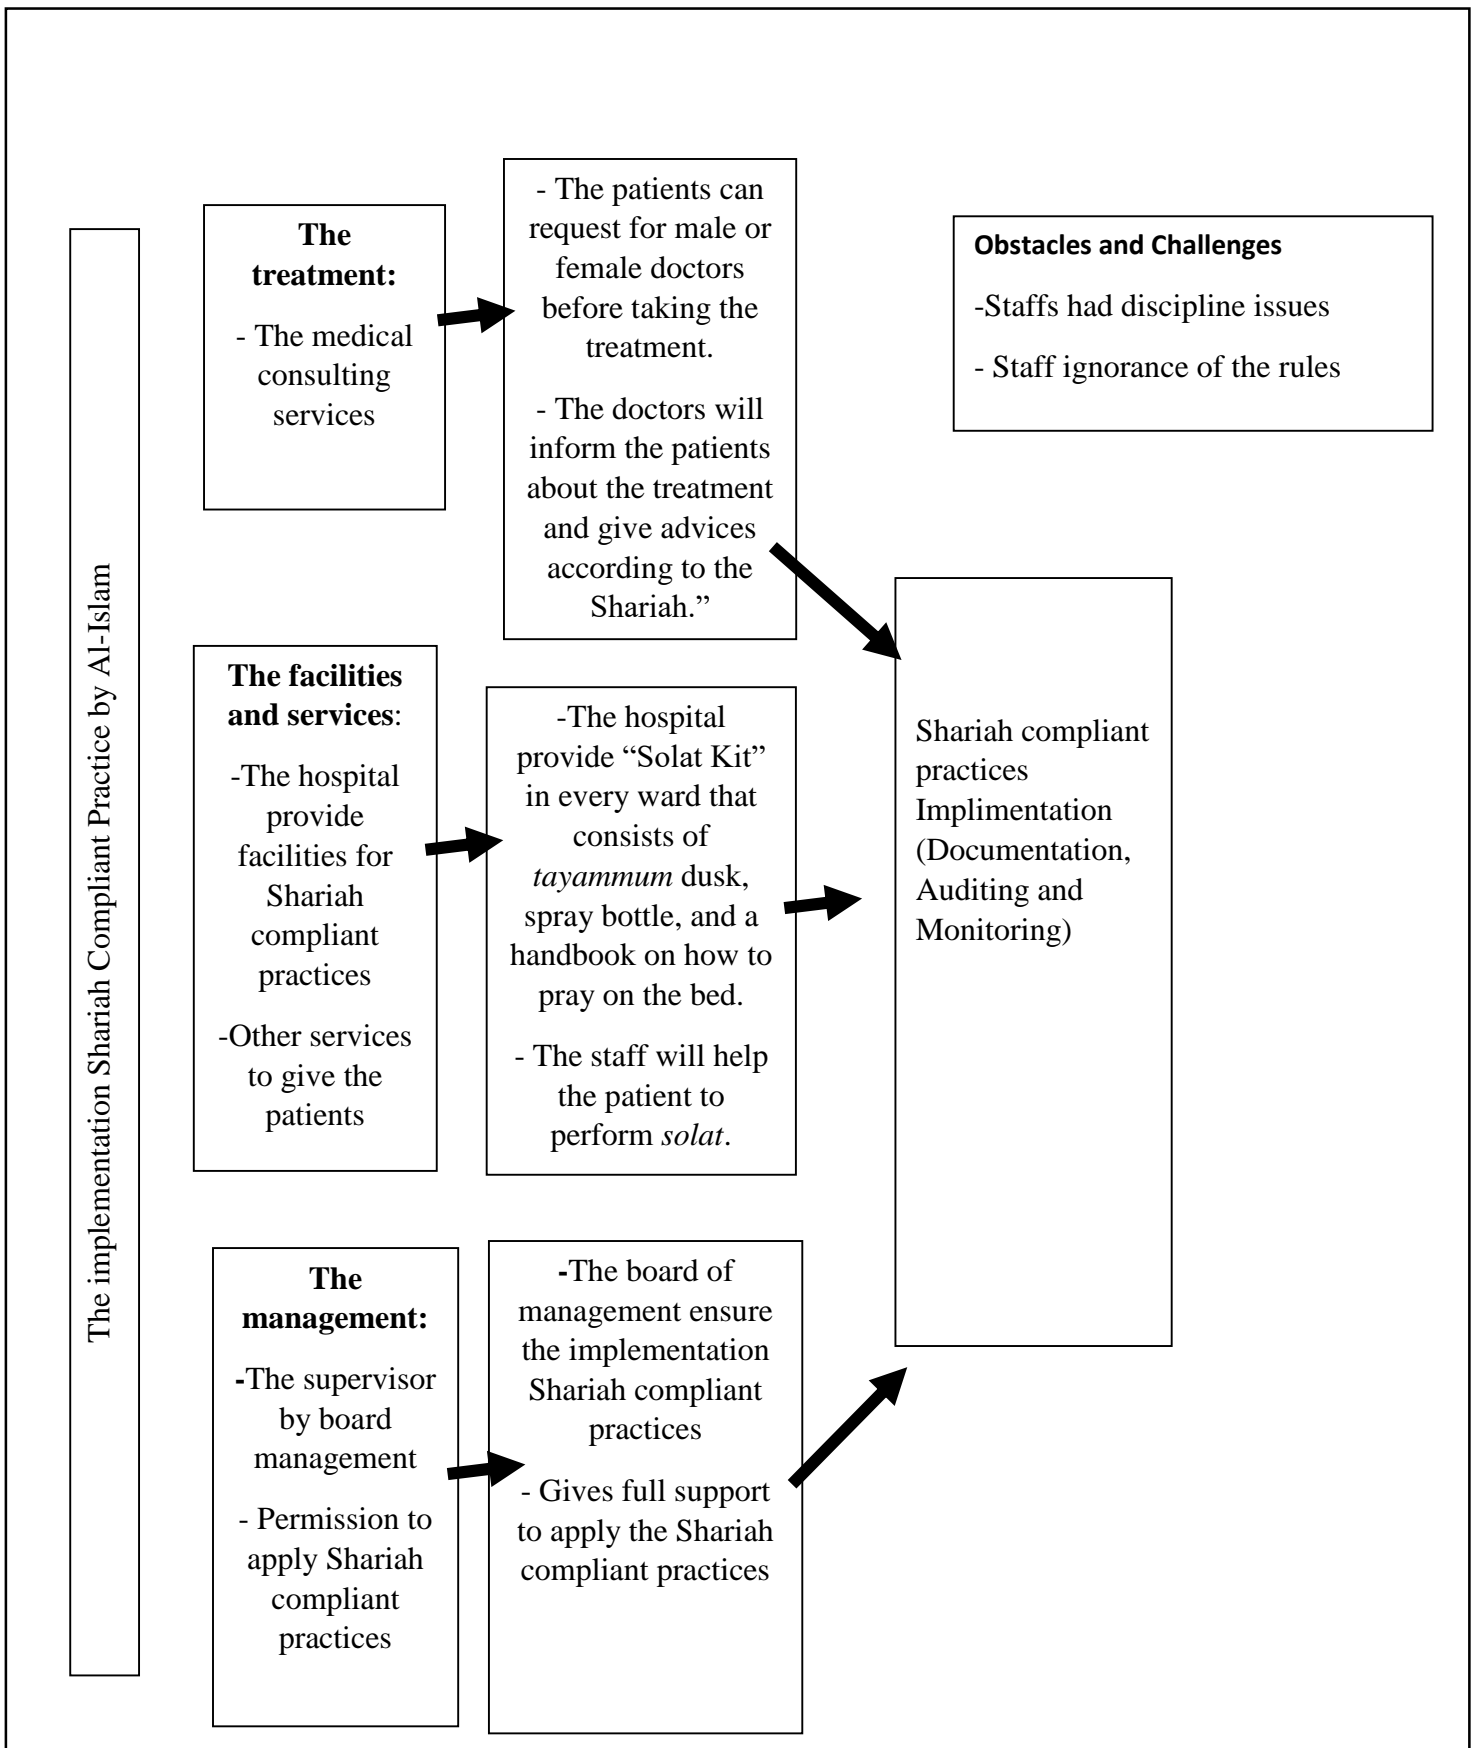 The implementation Shariah Compliant Practice by Al-Islam
The
treatment:
- The medical
consulting
services
- The patients can
request for male or
female doctors
before taking the
treatment.
- The doctors will
inform the patients
about the treatment
and give advices
according to the
Shariah.”
Obstacles and Challenges
-Staffs had discipline issues
- Staff ignorance of the rules
The facilities
and services:
-The hospital
provide
facilities for
Shariah
compliant
practices
-Other services
to give the
patients
-The hospital
provide “Solat Kit”
in every ward that
consists of
tayammum dusk,
spray bottle, and a
handbook on how to
pray on the bed.
- The staff will help
the patient to
perform solat.
Shariah compliant
practices
Implimentation
(Documentation,
Auditing and
Monitoring)
The
management:
-The supervisor
by board
management
- Permission to
apply Shariah
compliant
practices
-The board of
management ensure
the implementation
Shariah compliant
practices
- Gives full support
to apply the Shariah
compliant practices